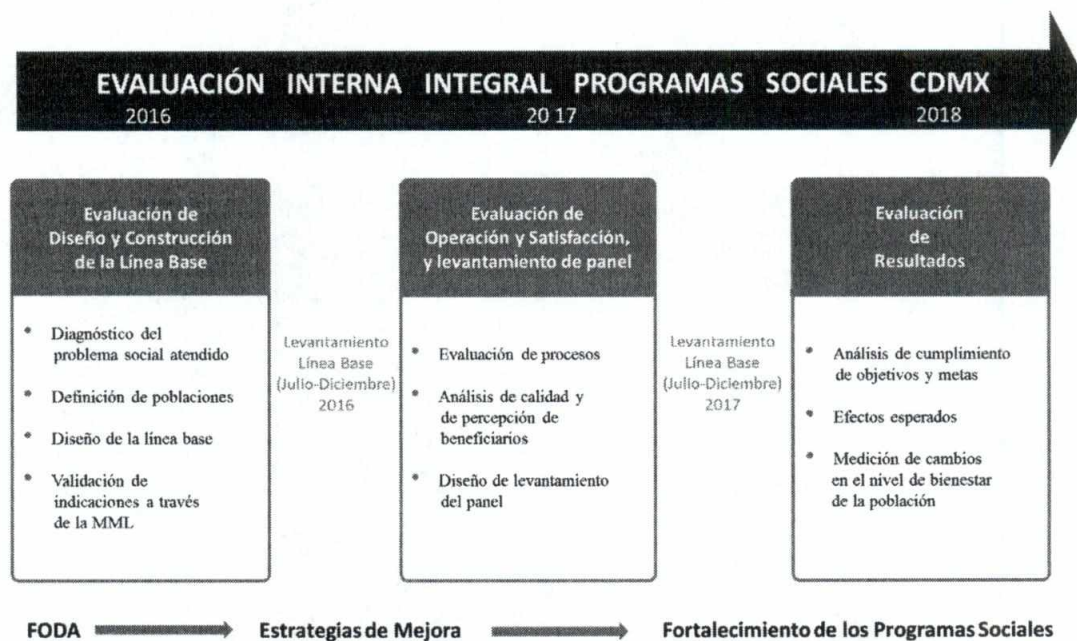 EVALUACIÓN INTERNA INTEGRAL PROGRAMAS SOCIALES CDMX
2016 20 17 2018
Evaluación de
Diseño y Construcción
de la Línea Base
• Diagnóstico del
problema social atendido
• Definición de poblaciones
• Diseño de la línea base
• Validación de
indicaciones a través
de la MML
Levantamiento
Línea Base
(Julio-Diciembre)
2016
Evaluación de
Operación y Satisfacción,
y levantamiento de panel
• Evaluación de procesos
• Análisis de calidad y
de percepción de
beneficiarios
• Diseño de levantamiento
del panel
Levantamiento
Línea Base
(Julio-Diciembre)
2017
Evaluación
de
Resultados
• Análisis de cumplimiento
de objetivos y metas
• Efectos esperados
• Medición de cambios
en el nivel de bienestar
de la población
FODA Estrategias de Mejora Fortalecimiento de los Programas Sociales